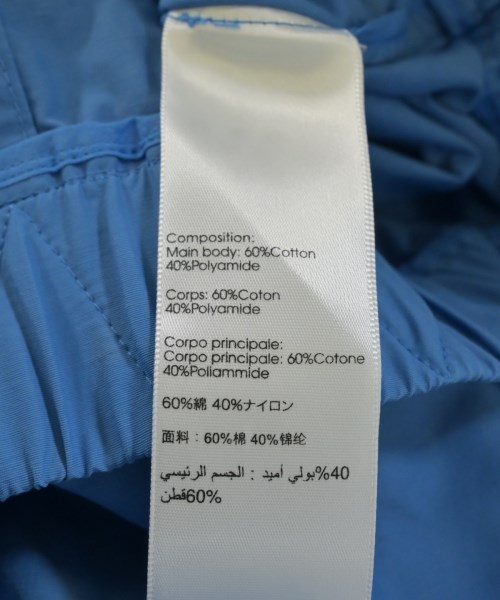 Composition:
Main body: 60%Cotton
40%Polyamide
Corps: 60%Coton
40%Polyamide
Corpo principale:
Corpo principale: 60%Cotone
40%Poliammide
60%綿 40%ナイロン
面料：60%棉 40%锦纶
40%بولي أميد : الجسم الرئيسي
60%قطن